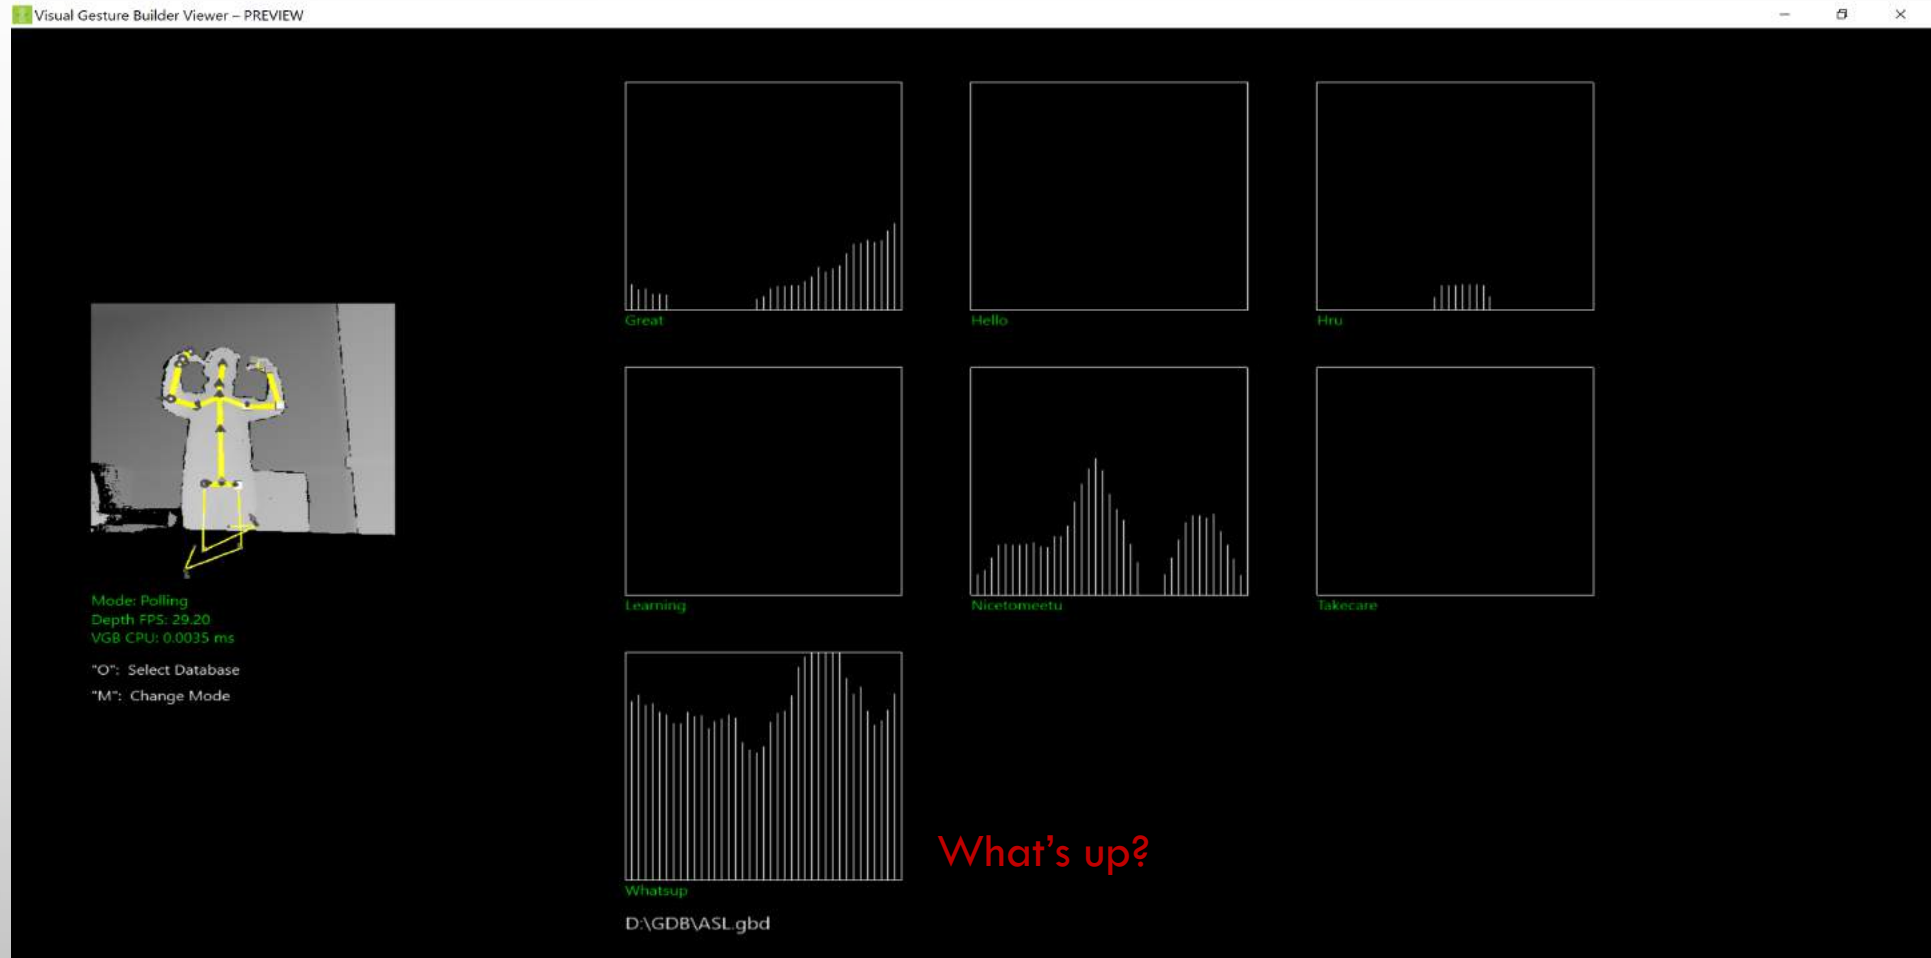 Visual Gesture Builder Viewer – PREVIEW
Great
Hello
Hru
Mode: Polling
Depth FPS: 29.20
VGB CPU: 0.0035 ms
"O": Select Database
"M": Change Mode
Learning
Nicetomeetu
Takecare
What's up?
Whatsup
D:\GDB\ASL.gbd